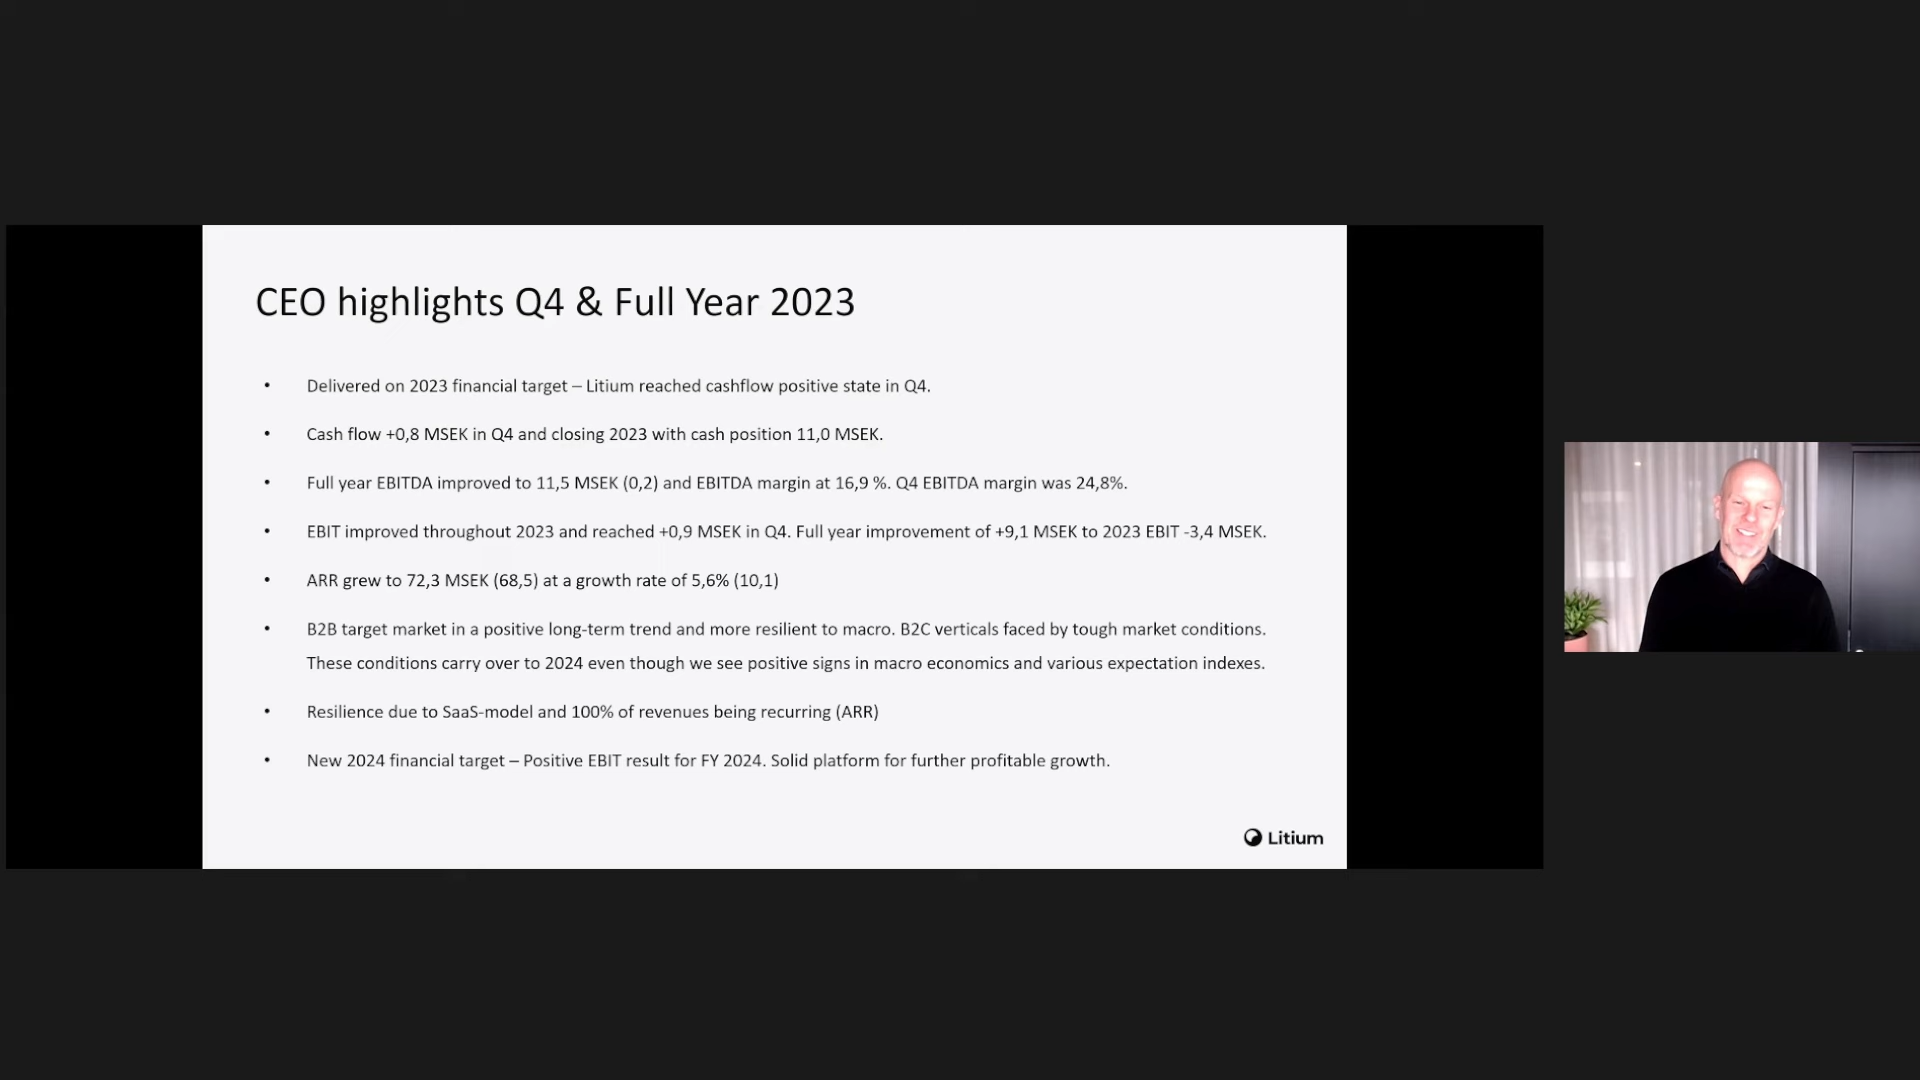 CEO highlights Q4 & Full Year 2023
• Delivered on 2023 financial target – Litium reached cashflow positive state in Q4.
• Cash flow +0,8 MSEK in Q4 and closing 2023 with cash position 11,0 MSEK.
• Full year EBITDA improved to 11,5 MSEK (0,2) and EBITDA margin at 16,9 %. Q4 EBITDA margin was 24,8%.
• EBIT improved throughout 2023 and reached +0,9 MSEK in Q4. Full year improvement of +9,1 MSEK to 2023 EBIT -3,4 MSEK.
• ARR grew to 72,3 MSEK (68,5) at a growth rate of 5,6% (10,1)
• B2B target market in a positive long-term trend and more resilient to macro. B2C verticals faced by tough market conditions.
These conditions carry over to 2024 even though we see positive signs in macro economics and various expectation indexes.
• Resilience due to SaaS-model and 100% of revenues being recurring (ARR)
• New 2024 financial target – Positive EBIT result for FY 2024. Solid platform for further profitable growth.
Litium